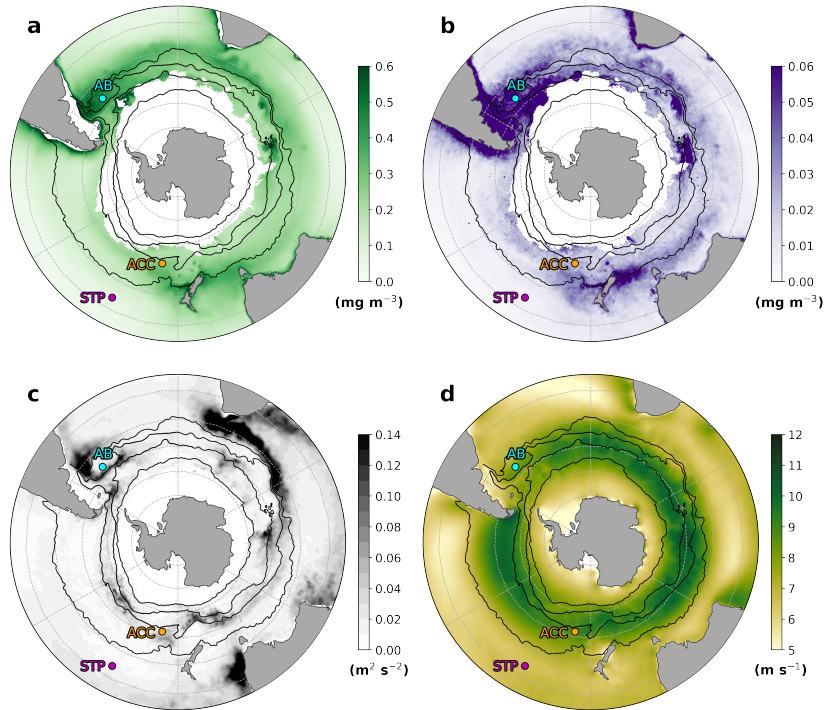 a
b
AB
ACC
STP
0.6
0.5
0.4
0.3
0.2
0.1
0.0
(mg m⁻³)
AB
ACC
STP
0.06
0.05
0.04
0.03
0.02
0.01
0.00
(mg m⁻³)
c
d
AB
ACC
STP
0.14
0.12
0.10
0.08
0.06
0.04
0.02
0.00
(m² s⁻²)
AB
ACC
STP
12
11
10
9
8
7
6
5
(m s⁻¹)